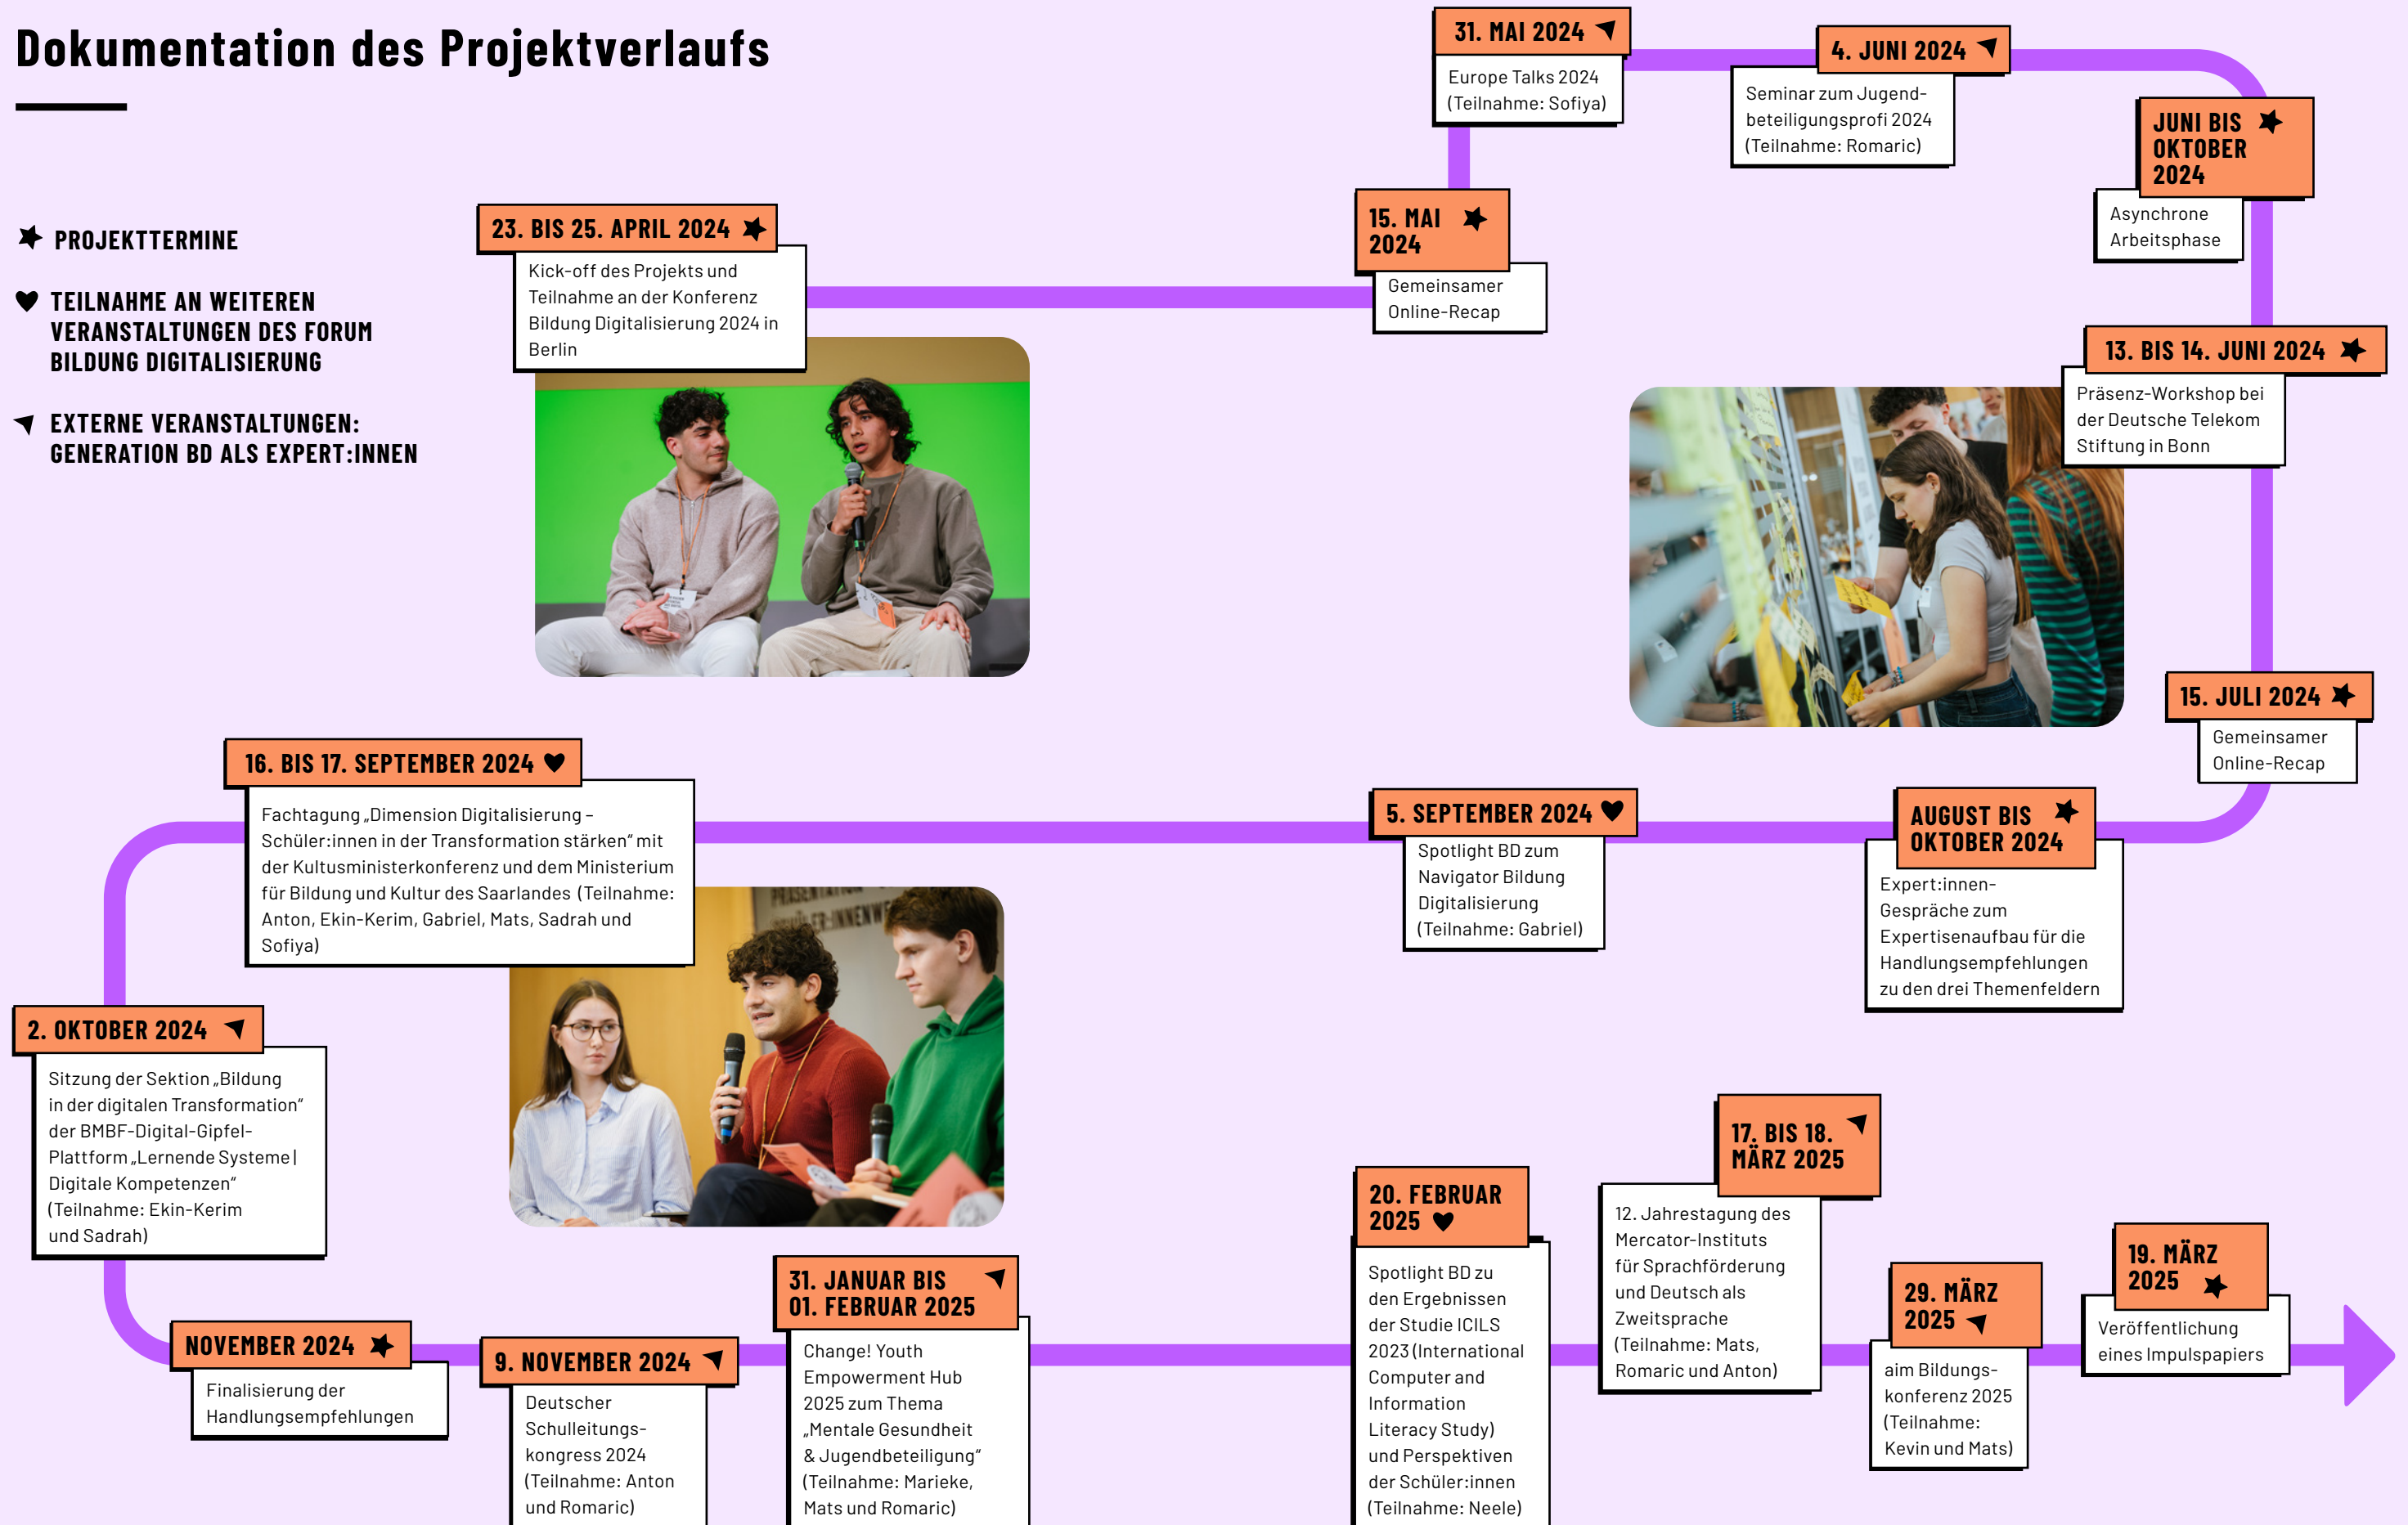 Dokumentation des Projektverlaufs
PROJEKTTERMINE
TEILNAHME AN WEITEREN
VERANSTALTUNGEN DES FORUM
BILDUNG DIGITALISIERUNG
EXTERNE VERANSTALTUNGEN:
GENERATION BD ALS EXPERT:INNEN
23. BIS 25. APRIL 2024
Kick-off des Projekts und
Teilnahme an der Konferenz
Bildung Digitalisierung 2024 in
Berlin
15. MAI
2024
Gemeinsamer
Online-Recap
31. MAI 2024
Europe Talks 2024
(Teilnahme: Sofiya)
4. JUNI 2024
Seminar zum Jugend-
beteiligungsprofi 2024
(Teilnahme: Romaric)
JUNI BIS
OKTOBER
2024
Asynchrone
Arbeitsphase
13. BIS 14. JUNI 2024
Präsenz-Workshop bei
der Deutsche Telekom
Stiftung in Bonn
15. JULI 2024
Gemeinsamer
Online-Recap
AUGUST BIS
OKTOBER 2024
Expert:innen-
Gespräche zum
Expertisenaufbau für die
Handlungsempfehlungen
zu den drei Themenfeldern
5. SEPTEMBER 2024
Spotlight BD zum
Navigator Bildung
Digitalisierung
(Teilnahme: Gabriel)
16. BIS 17. SEPTEMBER 2024
Fachtagung „Dimension Digitalisierung –
Schüler:innen in der Transformation stärken“ mit
der Kultusministerkonferenz und dem Ministerium
für Bildung und Kultur des Saarlandes (Teilnahme:
Anton, Ekin-Kerim, Gabriel, Mats, Sadrah und
Sofiya)
2. OKTOBER 2024
Sitzung der Sektion „Bildung
in der digitalen Transformation“
der BMBF-Digital-Gipfel-
Plattform „Lernende Systeme |
Digitale Kompetenzen“
(Teilnahme: Ekin-Kerim
und Sadrah)
NOVEMBER 2024
Finalisierung der
Handlungsempfehlungen
9. NOVEMBER 2024
Deutscher
Schulleitungs-
kongress 2024
(Teilnahme: Anton
und Romaric)
31. JANUAR BIS
01. FEBRUAR 2025
Change! Youth
Empowerment Hub
2025 zum Thema
„Mentale Gesundheit
& Jugendbeteiligung“
(Teilnahme: Marieke,
Mats und Romaric)
20. FEBRUAR
2025
Spotlight BD zu
den Ergebnissen
der Studie ICILS
2023 (International
Computer and
Information
Literacy Study)
und Perspektiven
der Schüler:innen
(Teilnahme: Neele)
17. BIS 18.
MÄRZ 2025
12. Jahrestagung des
Mercator-Instituts
für Sprachförderung
und Deutsch als
Zweitsprache
(Teilnahme: Mats,
Romaric und Anton)
29. MÄRZ
2025
aim Bildungs-
konferenz 2025
(Teilnahme:
Kevin und Mats)
19. MÄRZ
2025
Veröffentlichung
eines Impulspapiers